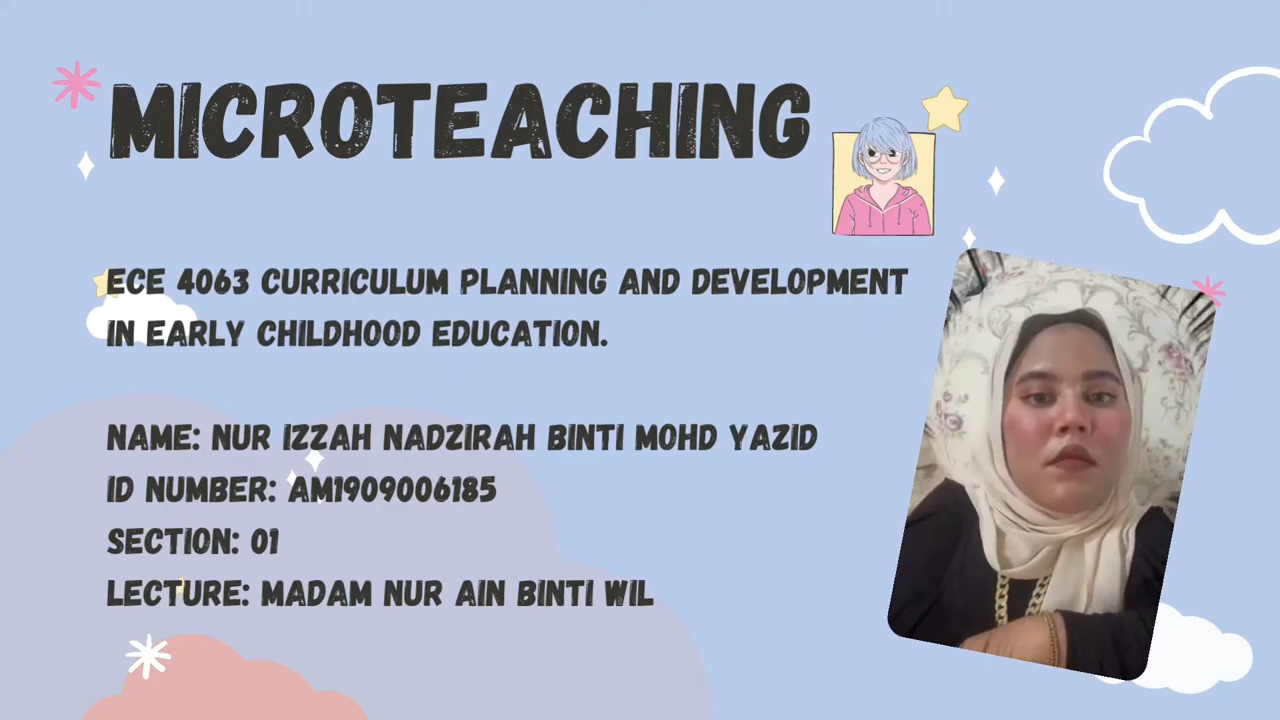 MICROTEACHING
ECE 4063 CURRICULUM PLANNING AND DEVELOPMENT
IN EARLY CHILDHOOD EDUCATION.
NAME: NUR IZZAH NADZIRAH BINTI MOHD YAZID
ID NUMBER: AM1909006185
SECTION: 01
LECTURE: MADAM NUR AIN BINTI WIL